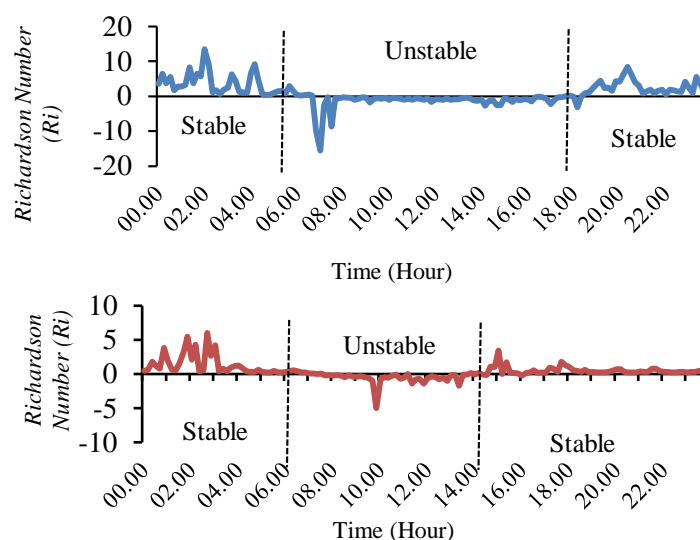 20
10
0
-10
-20
Richardson Number
(Ri)
Unstable
Stable
Stable
00.00 02.00 04.00 06.00 08.00 10.00 12.00 14.00 16.00 18.00 20.00 22.00
Time (Hour)
10
5
0
-5
-10
Richardson
Number (Ri)
Unstable
Stable
Stable
00.00 02.00 04.00 06.00 08.00 10.00 12.00 14.00 16.00 18.00 20.00 22.00
Time (Hour)